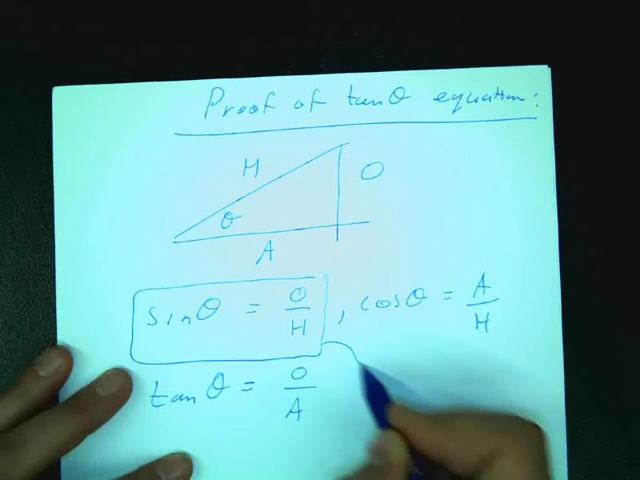 Proof of tanθ equation:
H
O
θ
A
sinθ = O/H , cosθ = A/H
tanθ = O/A